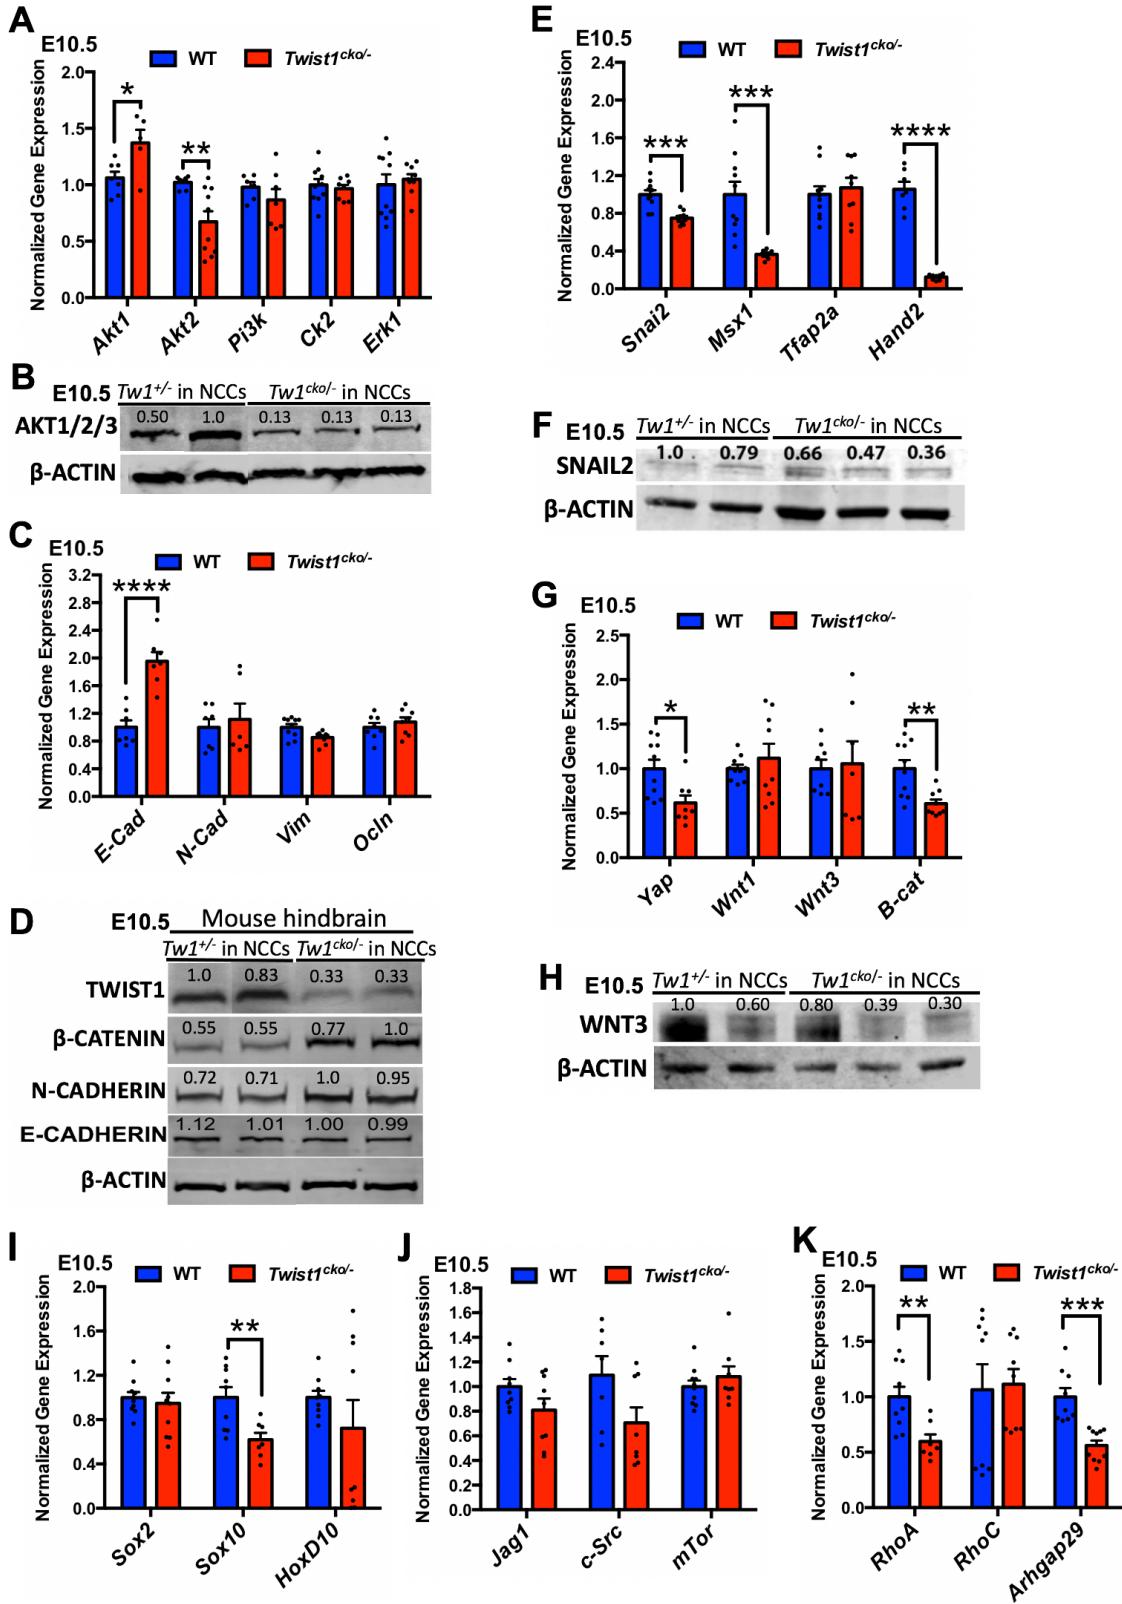 A
E10.5
WT
Twist1cko/-
Normalized Gene Expression
2.0
1.5
1.0
0.5
0.0
*
**
Akt1
Akt2
Pi3k
Ck2
Erk1
B
E10.5
Tw1+/- in NCCs
Tw1cko/- in NCCs
AKT1/2/3
0.50
1.0
0.13
0.13
0.13
β-ACTIN
C
E10.5
WT
Twist1cko/-
Normalized Gene Expression
3.2
2.8
2.4
2.0
1.6
1.2
0.8
0.4
0.0
****
E-Cad
N-Cad
Vim
Ocln
D
E10.5
Mouse hindbrain
Tw1+/- in NCCs
Tw1cko/- in NCCs
TWIST1
1.0
0.83
0.33
0.33
β-CATENIN
0.55
0.55
0.77
1.0
N-CADHERIN
0.72
0.71
1.0
0.95
E-CADHERIN
1.12
1.01
1.00
0.99
β-ACTIN
E
E10.5
WT
Twist1cko/-
Normalized Gene Expression
2.4
2.0
1.6
1.2
0.8
0.4
0.0
***
***
****
Snai2
Msx1
Tfap2a
Hand2
F
E10.5
Tw1+/- in NCCs
Tw1cko/- in NCCs
SNAIL2
1.0
0.79
0.66
0.47
0.36
β-ACTIN
G
E10.5
WT
Twist1cko/-
Normalized Gene Expression
2.5
2.0
1.5
1.0
0.5
0.0
*
**
Yap
Wnt1
Wnt3
B-cat
H
E10.5
Tw1+/- in NCCs
Tw1cko/- in NCCs
WNT3
1.0
0.60
0.80
0.39
0.30
β-ACTIN
I
E10.5
WT
Twist1cko/-
Normalized Gene Expression
2.0
1.6
1.2
0.8
0.4
0.0
**
Sox2
Sox10
HoxD10
J
E10.5
WT
Twist1cko/-
Normalized Gene Expression
1.8
1.6
1.4
1.2
1.0
0.8
0.6
0.4
0.2
0.0
Jag1
c-Src
mTor
K
E10.5
WT
Twist1cko/-
Normalized Gene Expression
2.0
1.5
1.0
0.5
0.0
**
***
RhoA
RhoC
Arhgap29